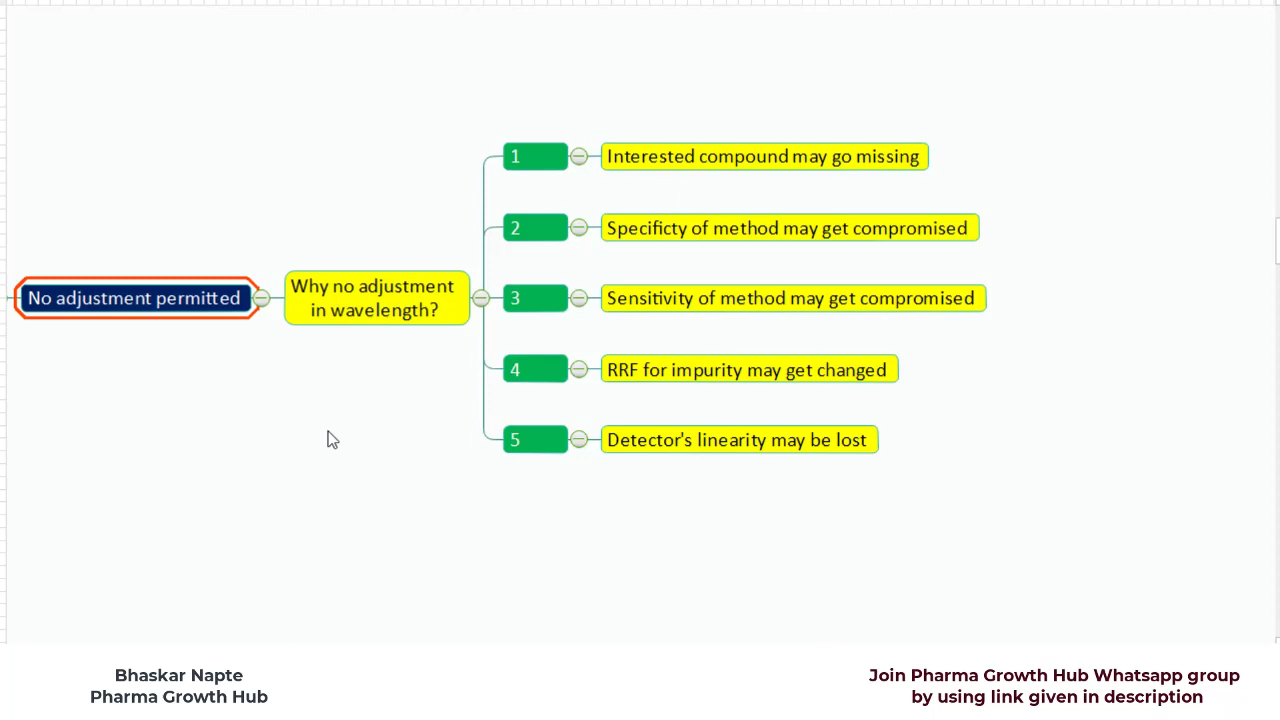 No adjustment permitted
Why no adjustment
in wavelength?
1
Interested compound may go missing
2
Specificty of method may get compromised
3
Sensitivity of method may get compromised
4
RRF for impurity may get changed
5
Detector's linearity may be lost
Bhaskar Napte
Pharma Growth Hub
Join Pharma Growth Hub Whatsapp group
by using link given in description